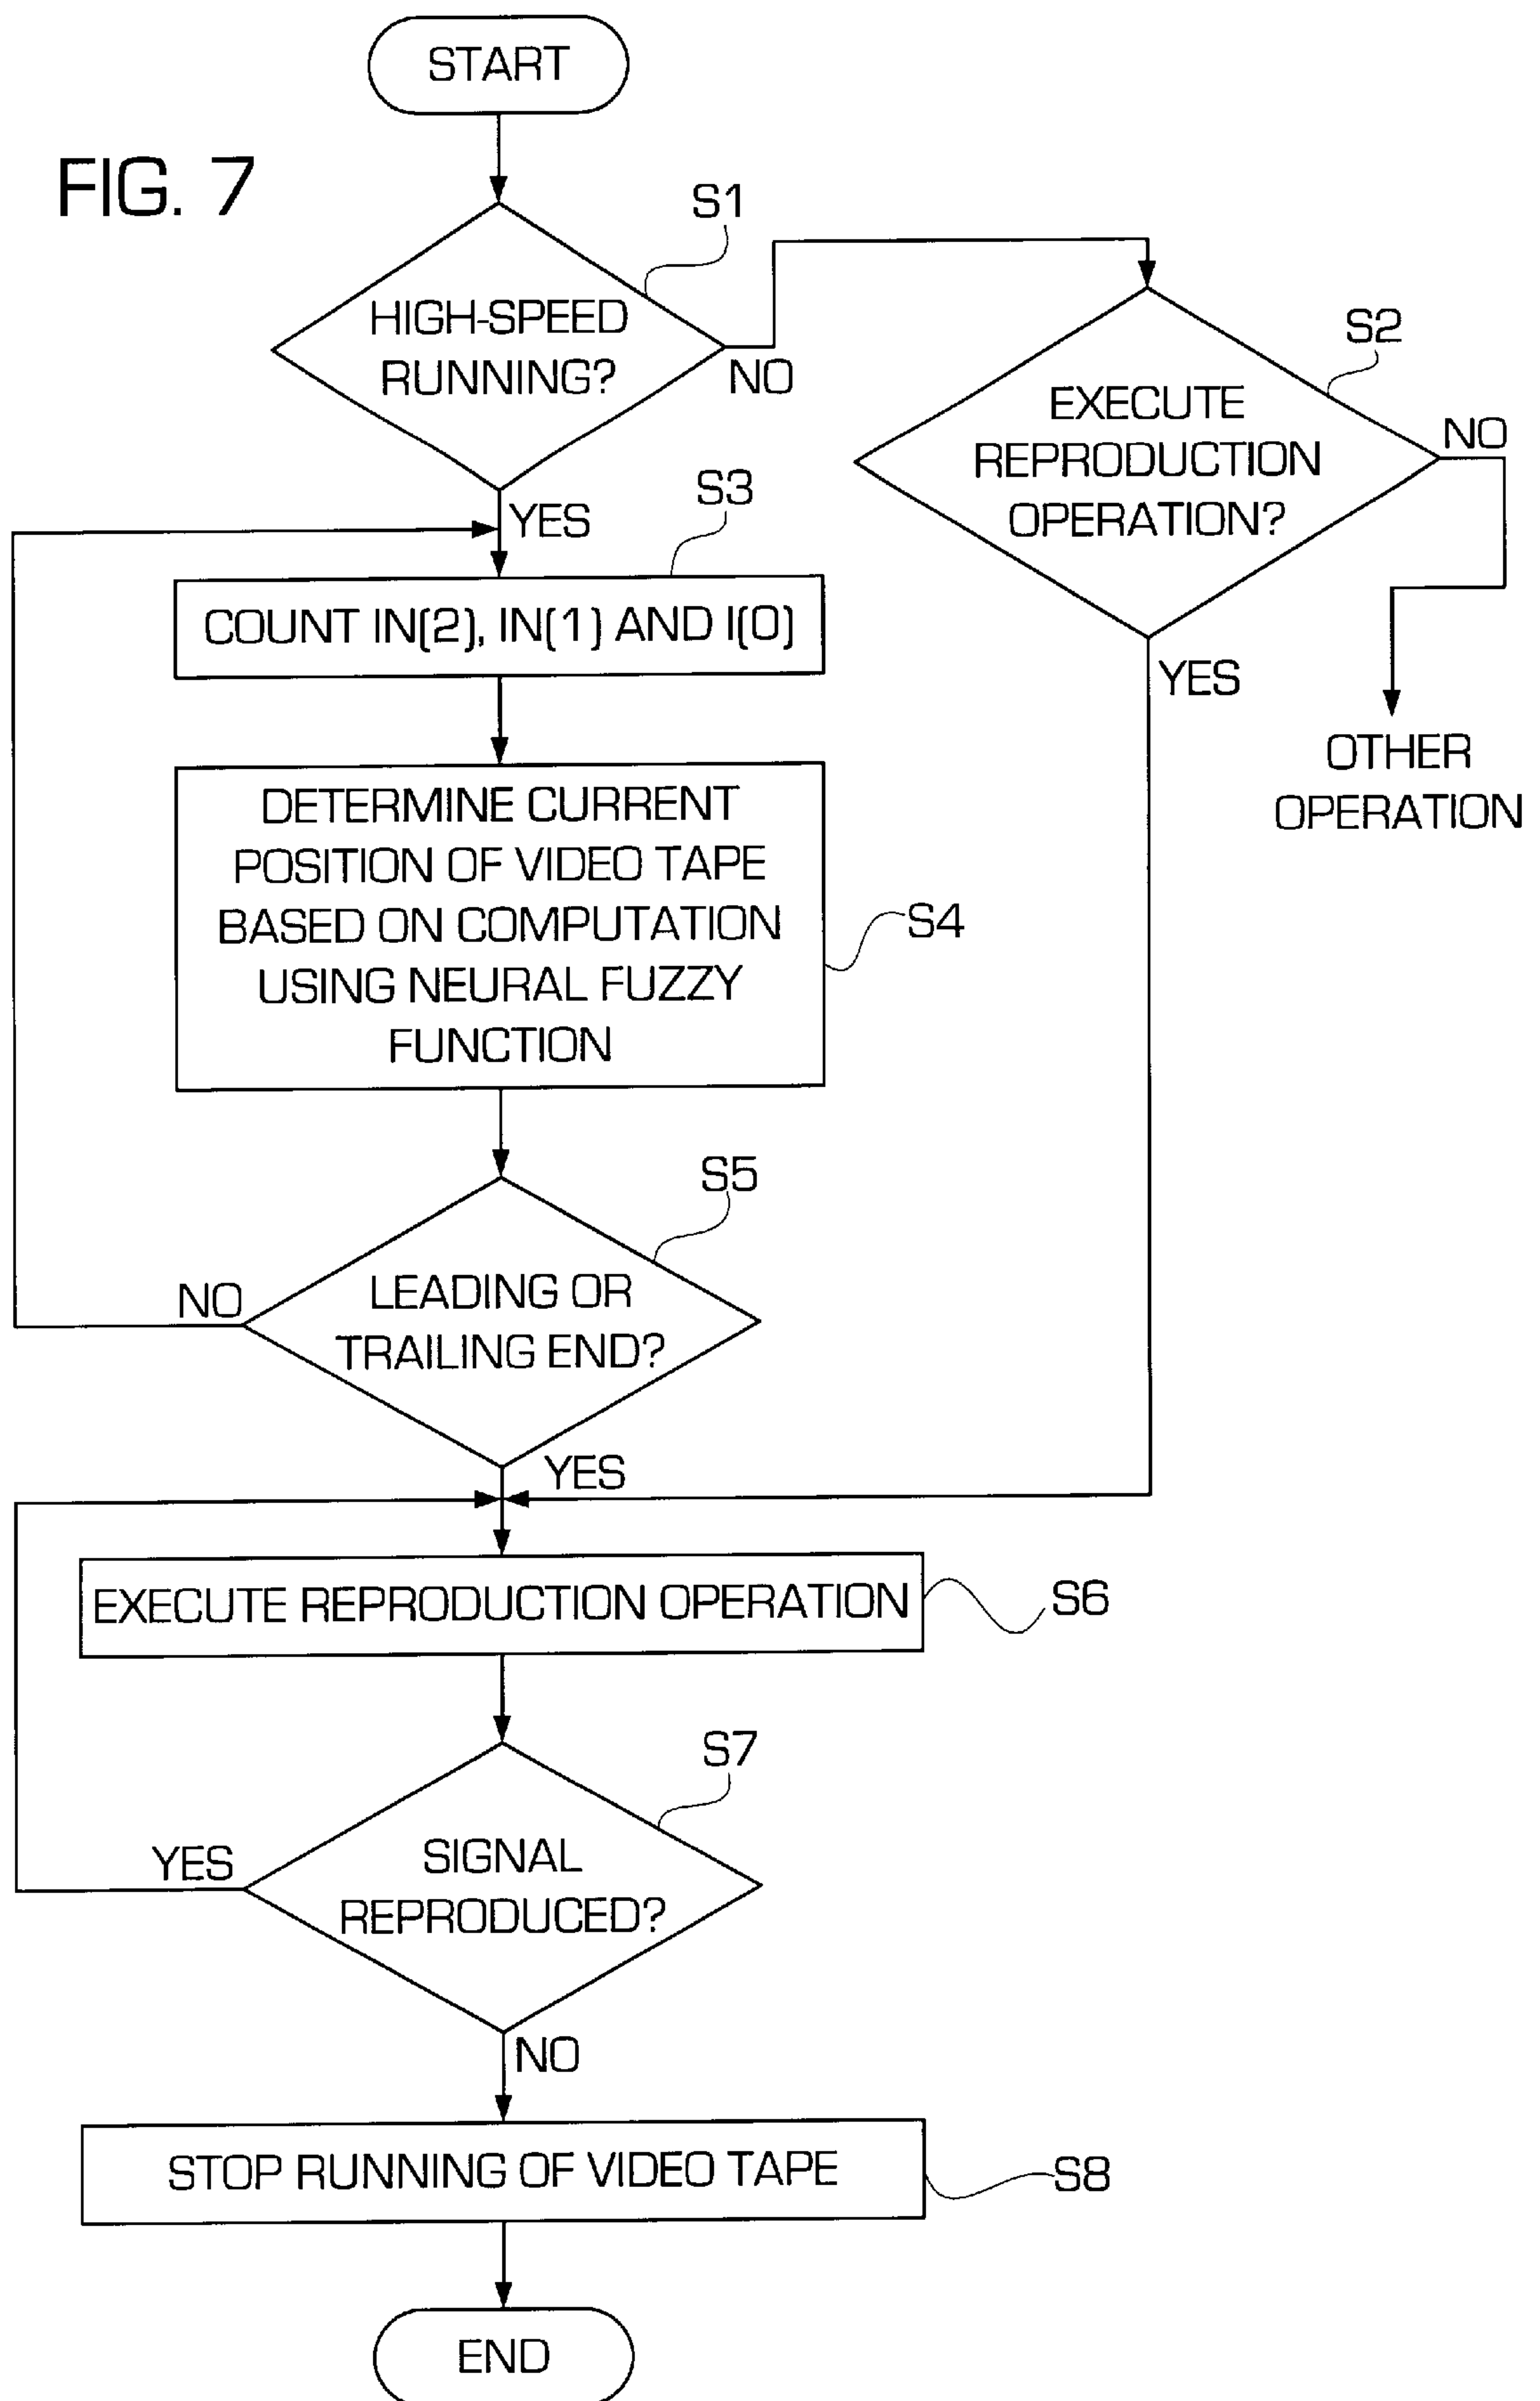 START
FIG. 7
S1
HIGH-SPEED
RUNNING?
NO
S2
EXECUTE
REPRODUCTION
OPERATION?
NO
YES
OTHER
OPERATION
YES
S3
COUNT IN(2), IN(1) AND I(0)
DETERMINE CURRENT
POSITION OF VIDEO TAPE
BASED ON COMPUTATION
USING NEURAL FUZZY
FUNCTION
S4
S5
LEADING OR
TRAILING END?
NO
YES
EXECUTE REPRODUCTION OPERATION
S6
S7
SIGNAL
REPRODUCED?
YES
NO
STOP RUNNING OF VIDEO TAPE
S8
END